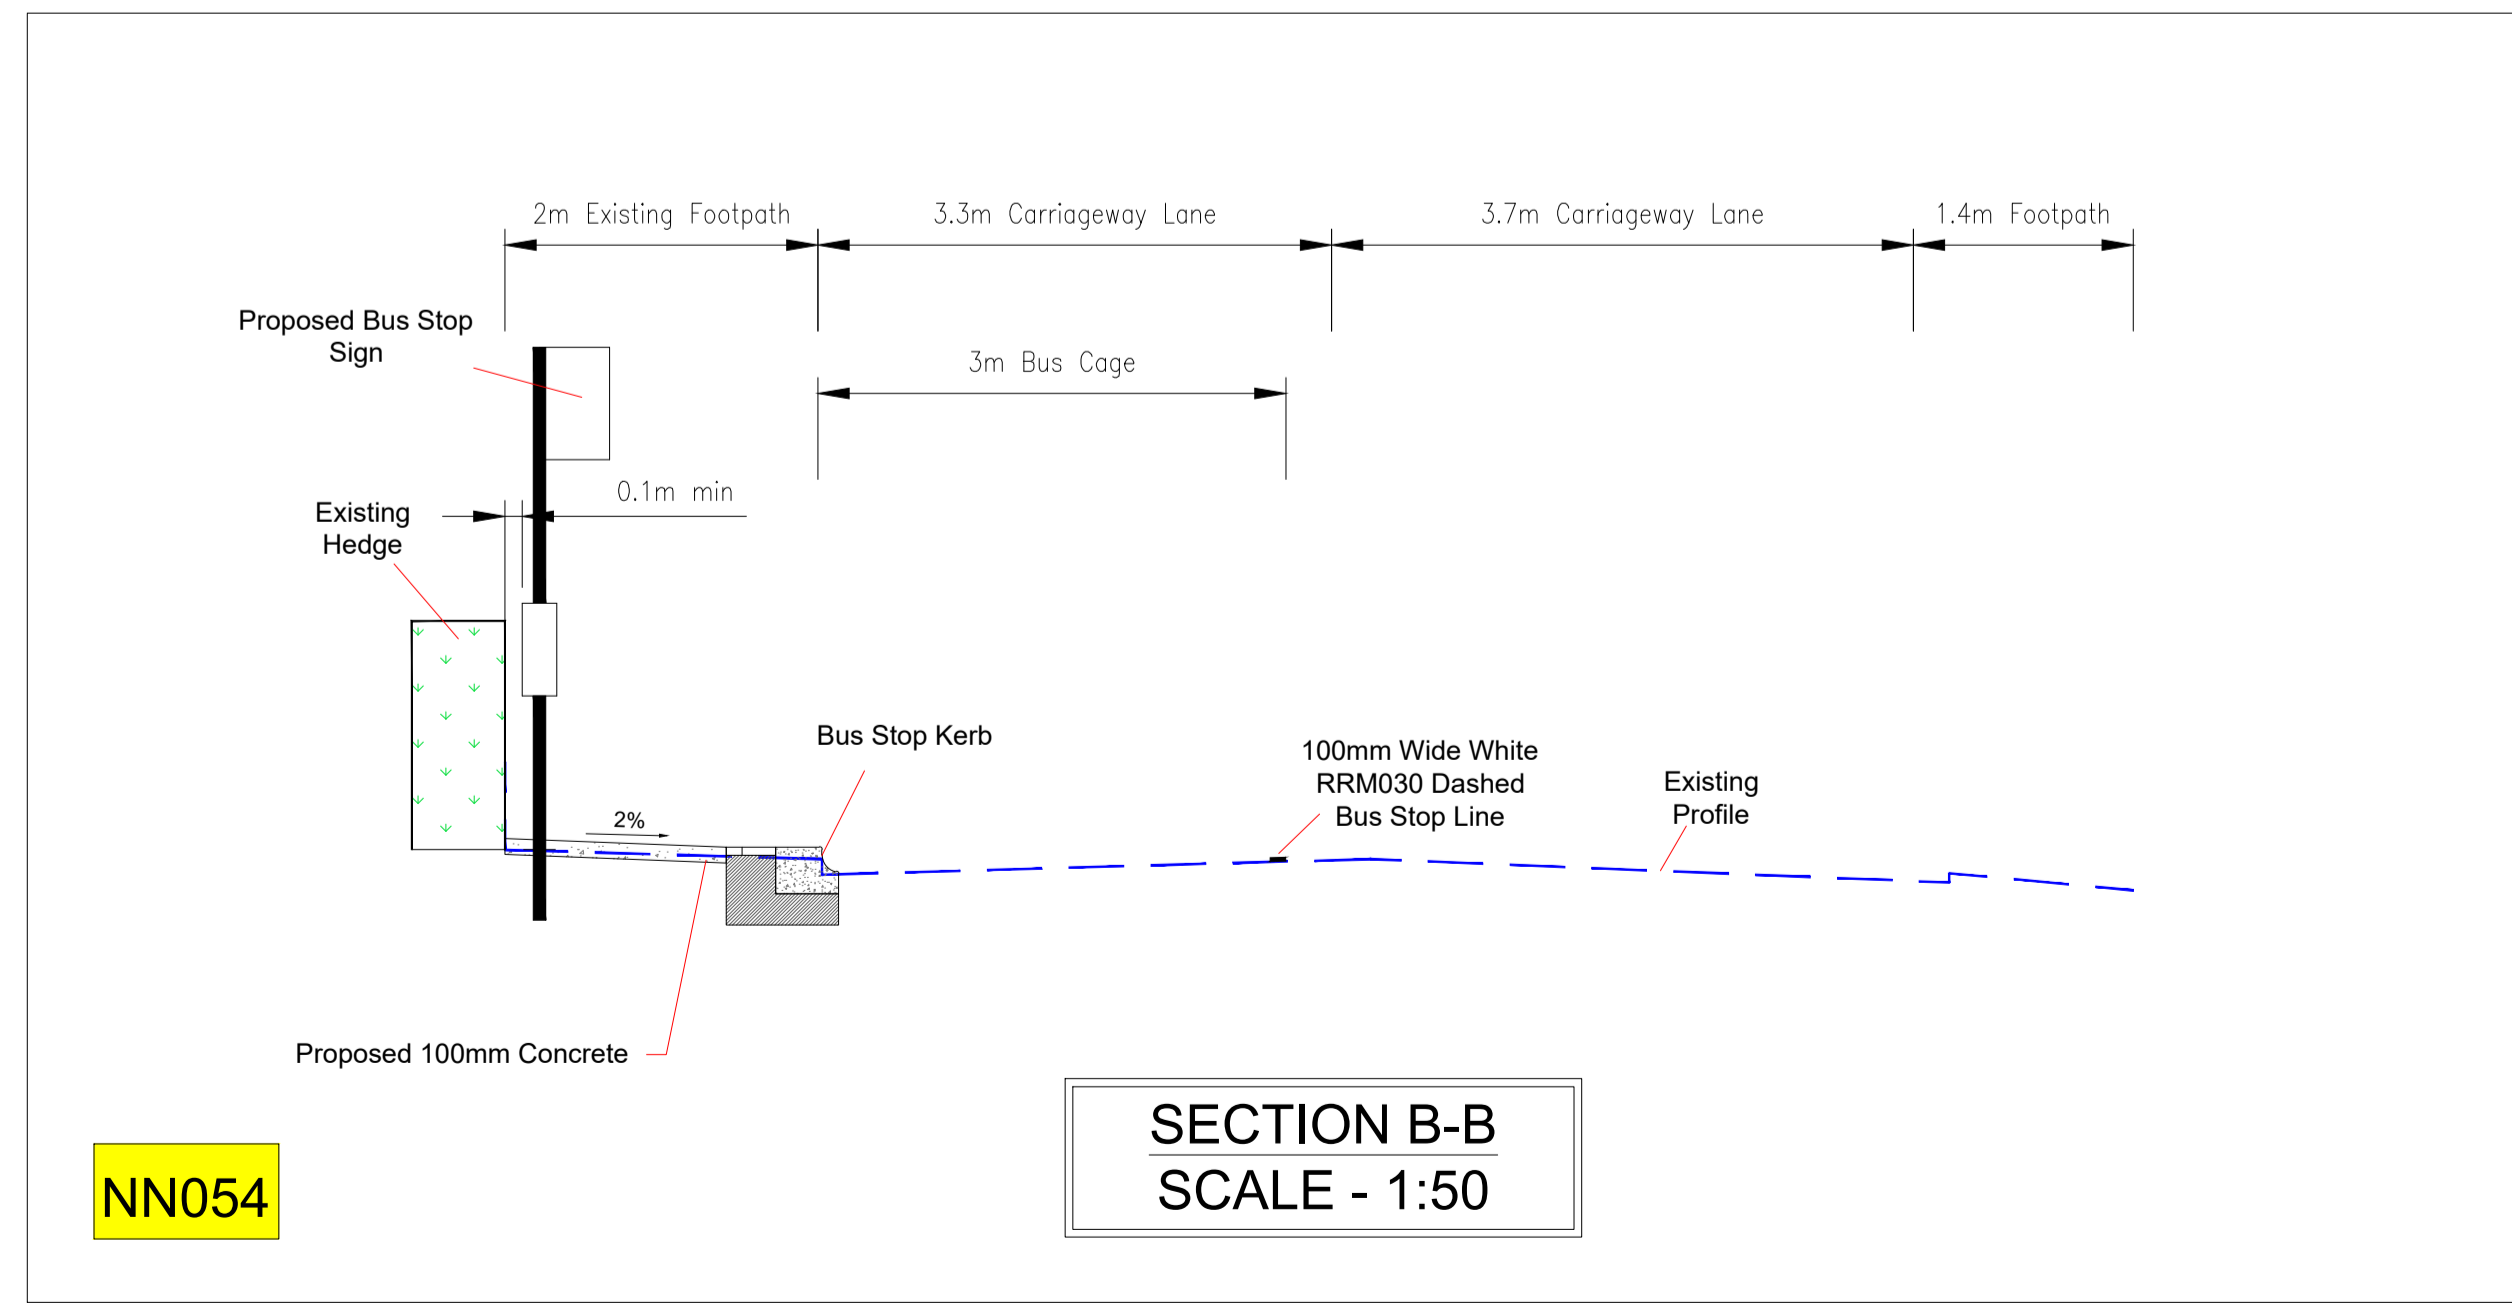 2m Existing Footpath
3.3m Carriageway Lane
3.7m Carriageway Lane
1.4m Footpath
Proposed Bus Stop
Sign
3m Bus Cage
0.1m min
Existing
Hedge
Bus Stop Kerb
100mm Wide White
RRM030 Dashed
Bus Stop Line
Existing
Profile
2%
Proposed 100mm Concrete
SECTION B-B
SCALE - 1:50
NN054